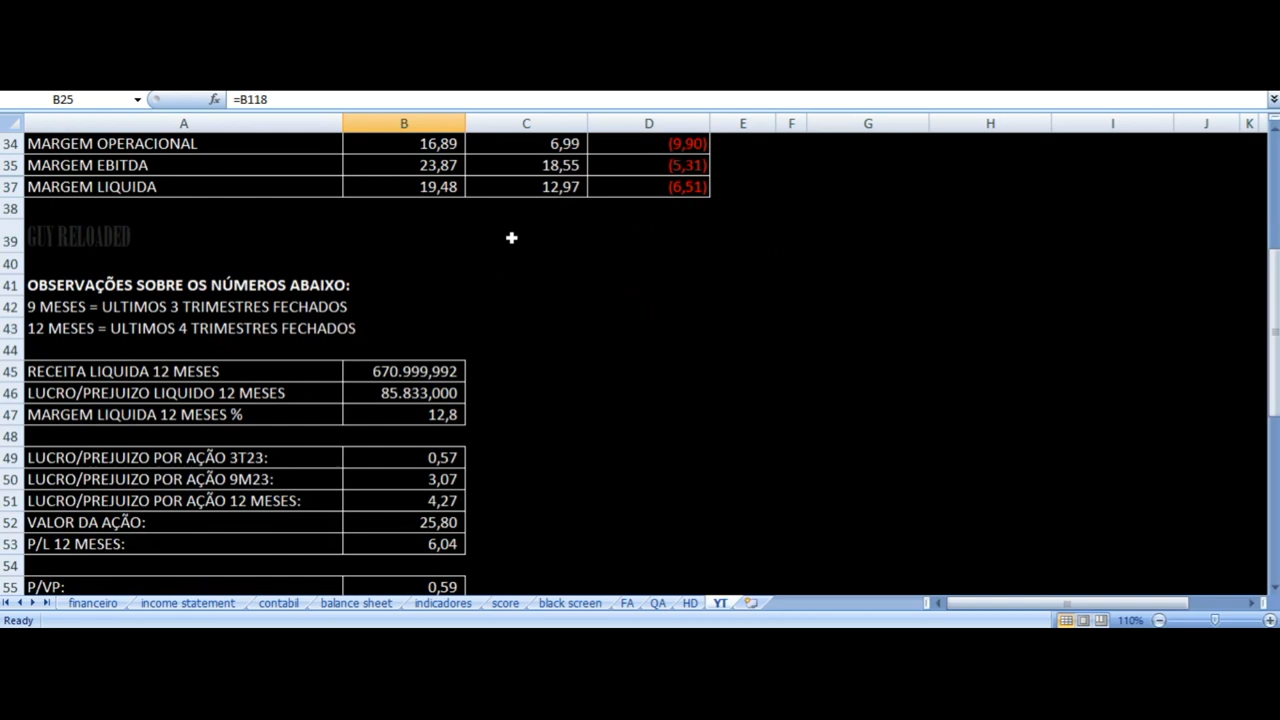 B25 fx =B118
A B C D E F G H I J K
34 MARGEM OPERACIONAL 16,89 6,99 (9,90)
35 MARGEM EBITDA 23,87 18,55 (5,31)
37 MARGEM LIQUIDA 19,48 12,97 (6,51)
38
39 GUY RELOADED
40
41 OBSERVAÇÕES SOBRE OS NÚMEROS ABAIXO:
42 9 MESES = ULTIMOS 3 TRIMESTRES FECHADOS
43 12 MESES = ULTIMOS 4 TRIMESTRES FECHADOS
44
45 RECEITA LIQUIDA 12 MESES 670.999,992
46 LUCRO/PREJUIZO LIQUIDO 12 MESES 85.833,000
47 MARGEM LIQUIDA 12 MESES % 12,8
48
49 LUCRO/PREJUIZO POR AÇÃO 3T23: 0,57
50 LUCRO/PREJUIZO POR AÇÃO 9M23: 3,07
51 LUCRO/PREJUIZO POR AÇÃO 12 MESES: 4,27
52 VALOR DA AÇÃO: 25,80
53 P/L 12 MESES: 6,04
54
55 P/VP: 0,59
financeiro income statement contabil balance sheet indicadores score black screen FA QA HD YT
Ready 110%